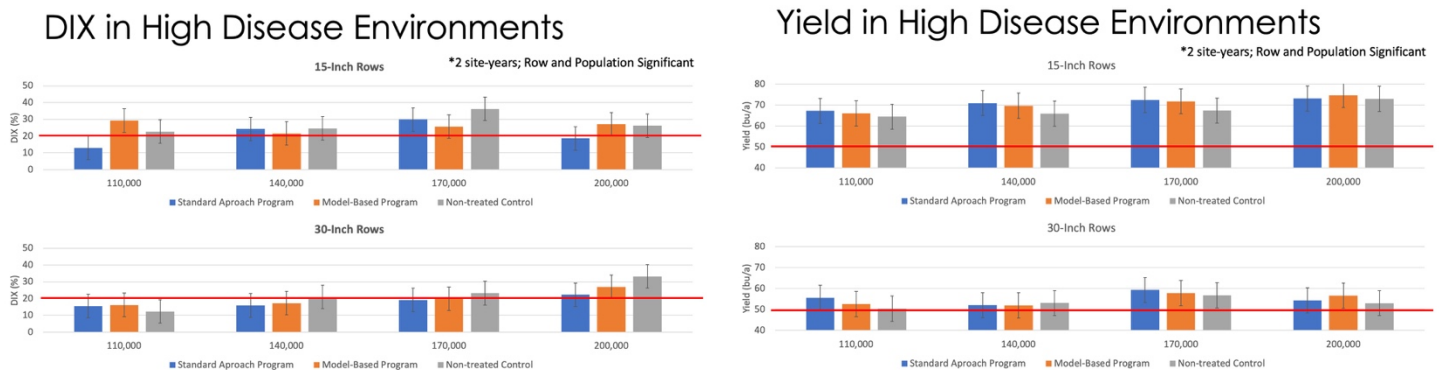 DIX in High Disease Environments
*2 site-years; Row and Population Significant
15-Inch Rows
50
40
30
20
10
0
DIX (%)
110,000 140,000 170,000 200,000
Standard Aproach Program Model-Based Program Non-treated Control
30-Inch Rows
50
40
30
20
10
0
DIX (%)
110,000 140,000 170,000 200,000
Standard Aproach Program Model-Based Program Non-treated Control
Yield in High Disease Environments
*2 site-years; Row and Population Significant
15-Inch Rows
80
70
60
50
40
Yield (bu/a)
110,000 140,000 170,000 200,000
Standard Aproach Program Model-Based Program Non-treated Control
30-Inch Rows
80
70
60
50
40
Yield (bu/a)
110,000 140,000 170,000 200,000
Standard Aproach Program Model-Based Program Non-treated Control